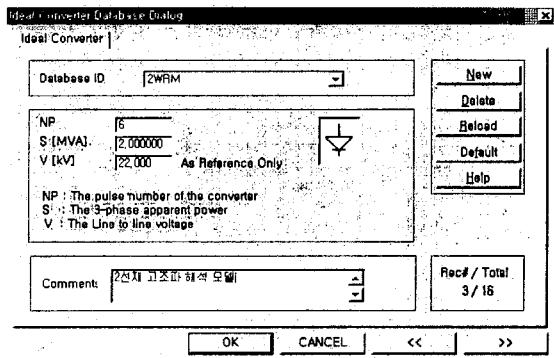 Ideal Converter Database Dialog
Ideal Converter
Database ID 2WRM
NP 6
S [MVA] 2,000000
V [kV] 22,000 As Reference Only
NP : The pulse number of the converter
S : The 3-phase apparent power
V : The Line to line voltage
New
Delete
Reload
Default
Help
Comment: 2선체 고조파 해석 모델
Rec# / Total
3 / 16
OK CANCEL << >>